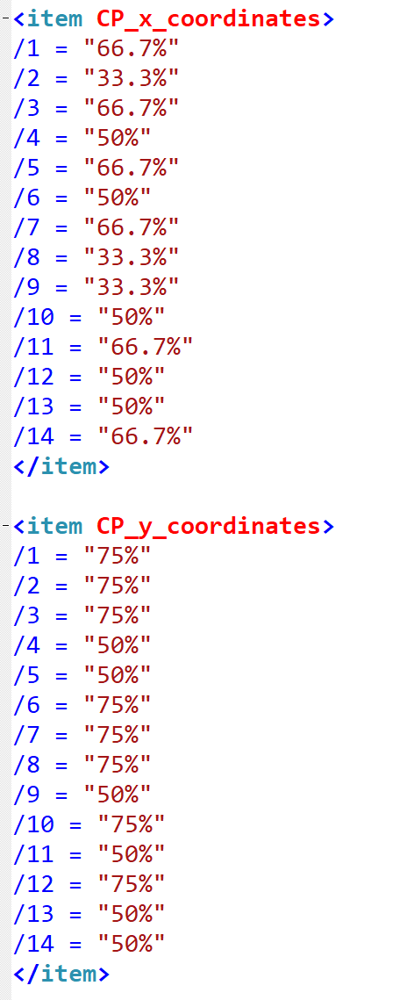 <item CP_x_coordinates>
/1 = "66.7%"
/2 = "33.3%"
/3 = "66.7%"
/4 = "50%"
/5 = "66.7%"
/6 = "50%"
/7 = "66.7%"
/8 = "33.3%"
/9 = "33.3%"
/10 = "50%"
/11 = "66.7%"
/12 = "50%"
/13 = "50%"
/14 = "66.7%"
</item>
<item CP_y_coordinates>
/1 = "75%"
/2 = "75%"
/3 = "75%"
/4 = "50%"
/5 = "50%"
/6 = "75%"
/7 = "75%"
/8 = "75%"
/9 = "50%"
/10 = "75%"
/11 = "50%"
/12 = "75%"
/13 = "50%"
/14 = "50%"
</item>